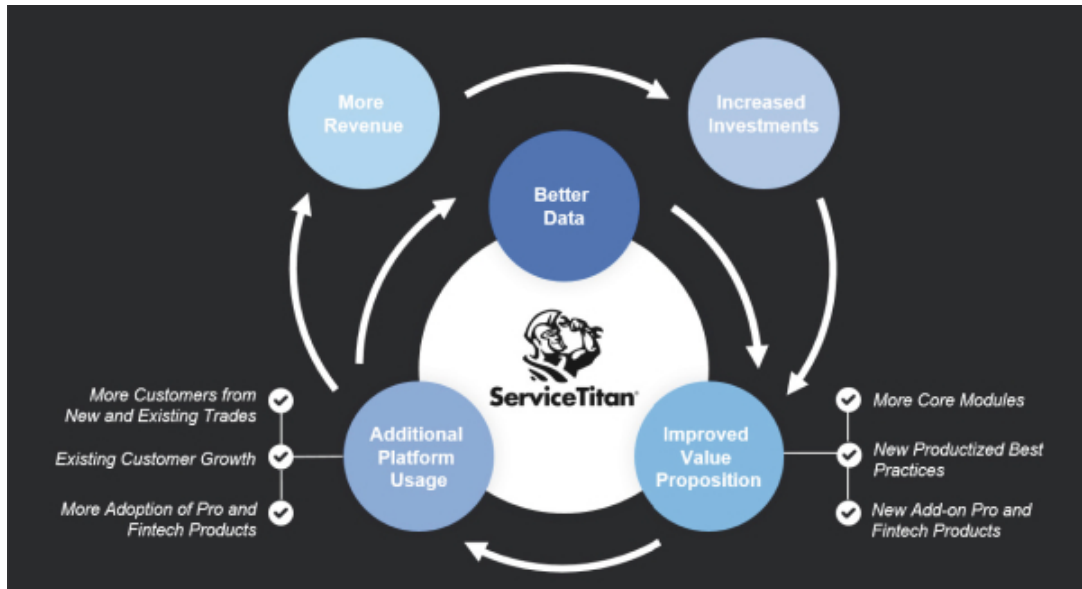 More
Revenue
Increased
Investments
Better
Data
ServiceTitan
More Customers from
New and Existing Trades
Existing Customer Growth
More Adoption of Pro and
Fintech Products
Additional
Platform
Usage
Improved
Value
Proposition
More Core Modules
New Productized Best
Practices
New Add-on Pro and
Fintech Products